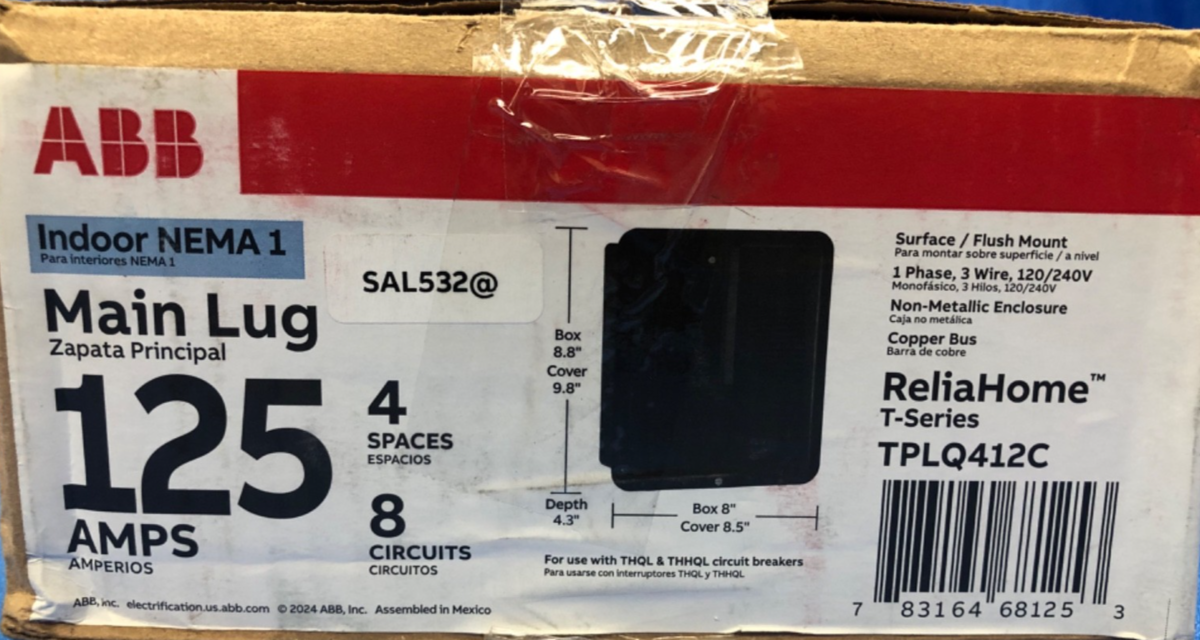 ABB
Indoor NEMA 1
Para interiores NEMA 1
SAL532@
Main Lug
Zapata Principal
125
AMPS
AMPERIOS
4
SPACES
ESPACIOS
8
CIRCUITS
CIRCUITOS
Box
8.8"
Cover
9.8"
Depth
4.3"
Box 8"
Cover 8.5"
For use with THQL & THHQL circuit breakers
Para usarse con interruptores THQL y THHQL
Surface / Flush Mount
Para montar sobre superficie / a nivel
1 Phase, 3 Wire, 120/240V
Monofásico, 3 Hilos, 120/240V
Non-Metallic Enclosure
Caja no metálica
Copper Bus
Barra de cobre
ReliaHome™
T-Series
TPLQ412C
7 83164 68125 3
ABB, Inc. electrification.us.abb.com © 2024 ABB, Inc. Assembled in Mexico